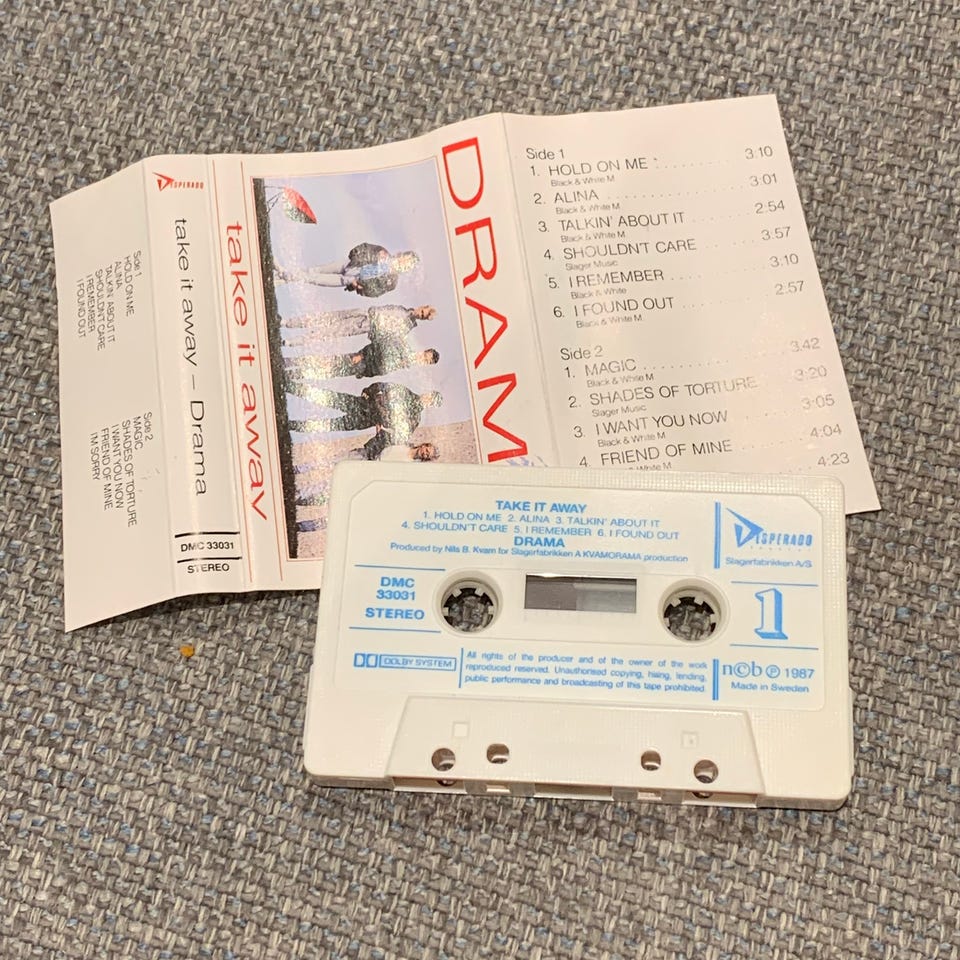 DESPERADO
Side 1
HOLD ON ME
ALINA
TALKIN' ABOUT IT
SHOULDN'T CARE
I REMEMBER
I FOUND OUT
Side 2
MAGIC
SHADES OF TORTURE
I WANT YOU NOW
FRIEND OF MINE
I'M SORRY
take it away – Drama
DMC 33031
STEREO
take it away
DRAM
Side 1
1. HOLD ON ME . . . . . . . . . 3:10
Black & White M
2. ALINA . . . . . . . . . 3:01
Black & White M
3. TALKIN' ABOUT IT . . . . . . . . . 2:54
Black & White M
4. SHOULDN'T CARE . . . . . . . . . 3:57
Slager Music
5. I REMEMBER . . . . . . . . . 3:10
Black & White
6. I FOUND OUT . . . . . . . . . 2:57
Black & White M
Side 2
1. MAGIC . . . . . . . . . 3:42
Black & White M
2. SHADES OF TORTURE . . . 3:20
Slager Music
3. I WANT YOU NOW . . . . . . . . . 3:05
Black & White M
4. FRIEND OF MINE . . . . . . . . . 4:04
& White M
4:23
TAKE IT AWAY
1. HOLD ON ME 2. ALINA 3. TALKIN' ABOUT IT
4. SHOULDN'T CARE 5. I REMEMBER 6. I FOUND OUT
DRAMA
Produced by Nils B. Kvam for Slagerfabrikken A KVAMORAMA production
DESPERADO
Slagerfabrikken A/S
DMC
33031
STEREO
1
DOLBY SYSTEM
All rights of the producer and of the owner of the work
reproduced reserved. Unauthorised copying, hiring, lending,
public performance and broadcasting of this tape prohibited.
n©b ℗ 1987
Made in Sweden